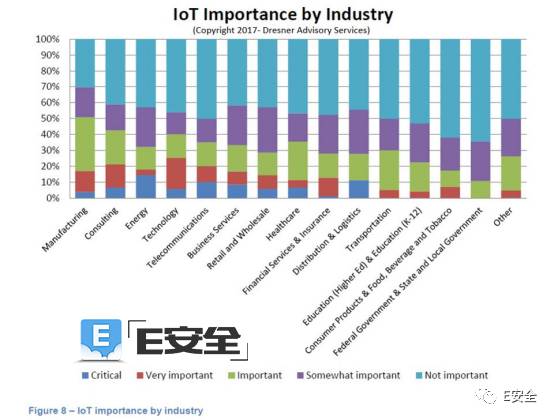 IoT Importance by Industry
(Copyright 2017- Dresner Advisory Services)
100%
90%
80%
70%
60%
50%
40%
30%
20%
10%
0%
Manufacturing
Consulting
Energy
Technology
Telecommunications
Business Services
Retail and Wholesale
Healthcare
Financial Services & Insurance
Distribution & Logistics
Transportation
Education (Higher Ed) & Education (K-12)
Consumer Products & Food, Beverage and Tobacco
Federal Government & State and Local Government
Other
E E安全
Critical Very important Important Somewhat important Not important
Figure 8 – IoT importance by industry
E安全